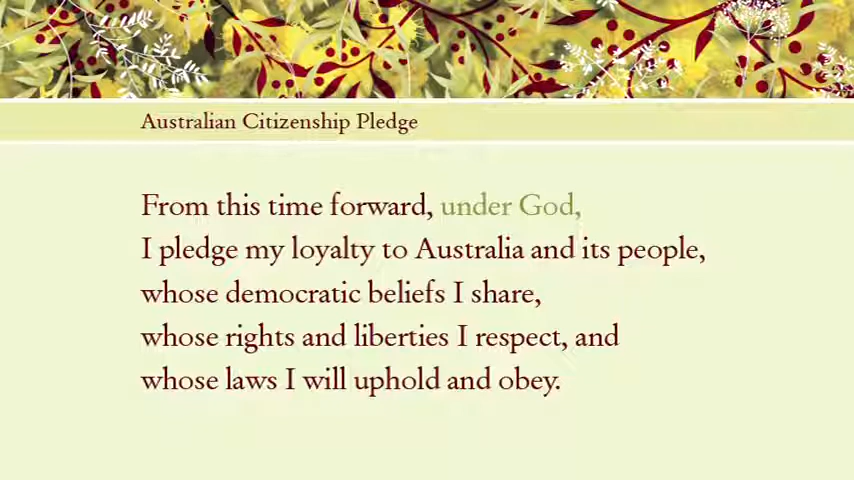 Australian Citizenship Pledge
From this time forward, under God,
I pledge my loyalty to Australia and its people,
whose democratic beliefs I share,
whose rights and liberties I respect, and
whose laws I will uphold and obey.